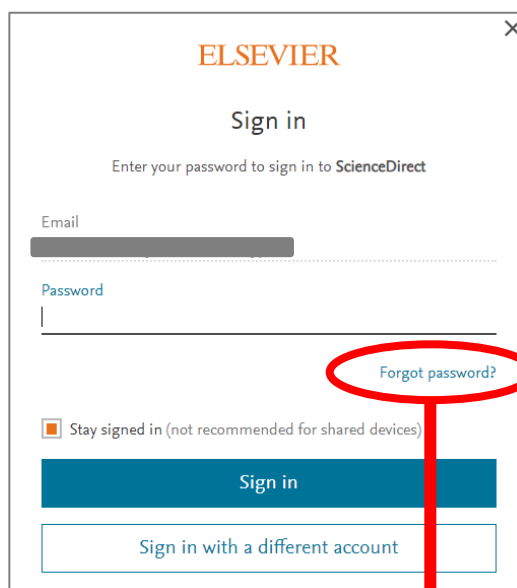 ELSEVIER
Sign in
Enter your password to sign in to ScienceDirect
Email
Password
Forgot password?
Stay signed in (not recommended for shared devices)
Sign in
Sign in with a different account